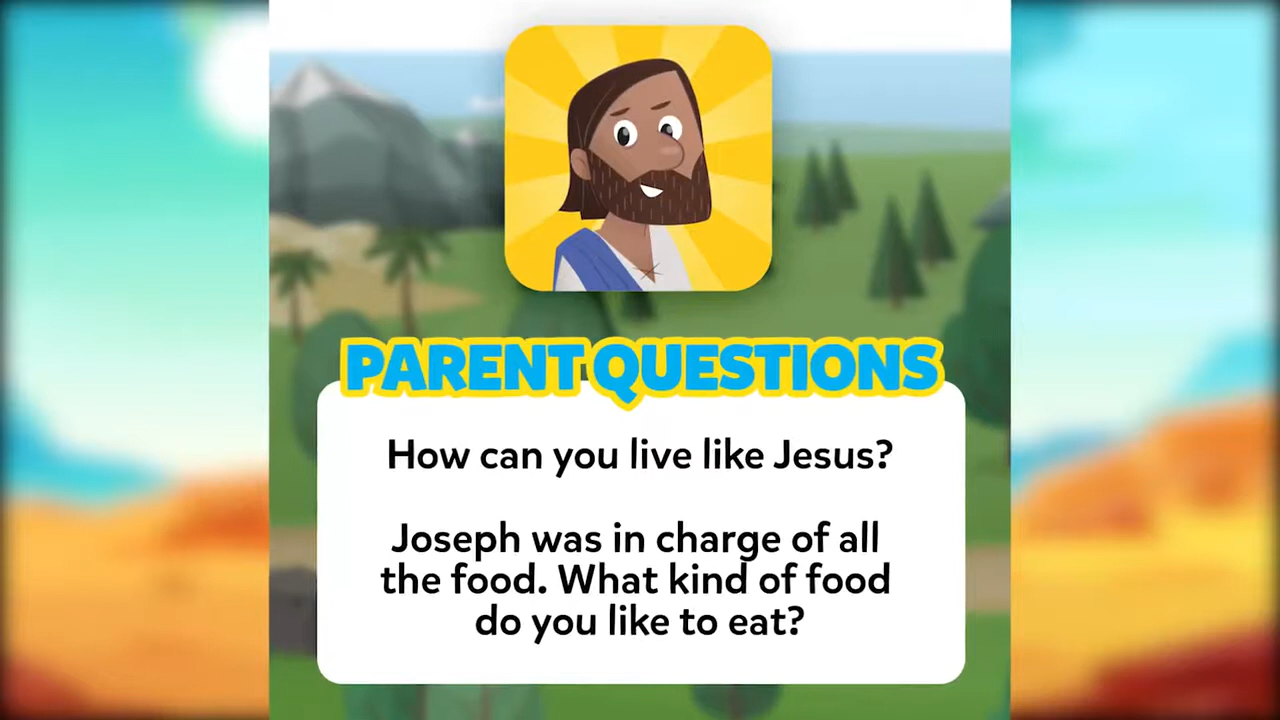 PARENT QUESTIONS
How can you live like Jesus?
Joseph was in charge of all
the food. What kind of food
do you like to eat?